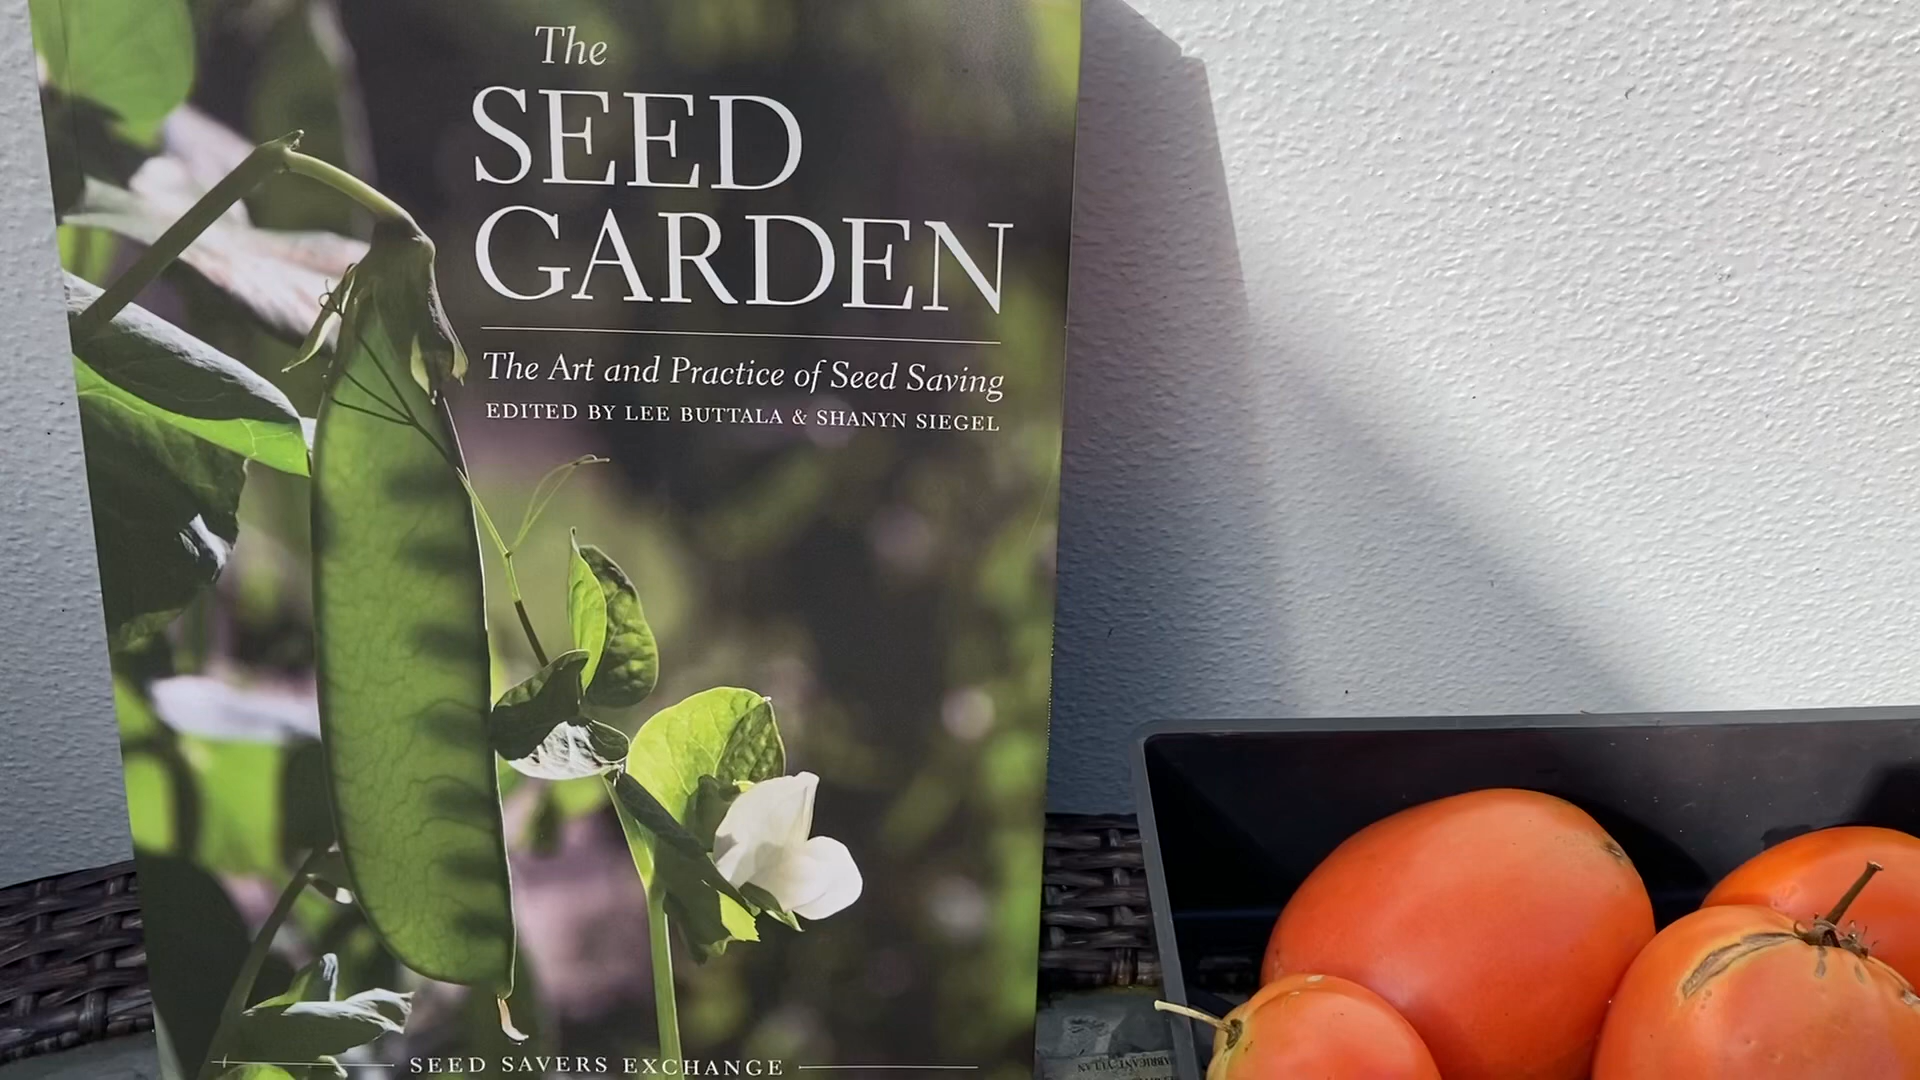 The
SEED
GARDEN
The Art and Practice of Seed Saving
EDITED BY LEE BUTTALA & SHANYN SIEGEL
SEED SAVERS EXCHANGE